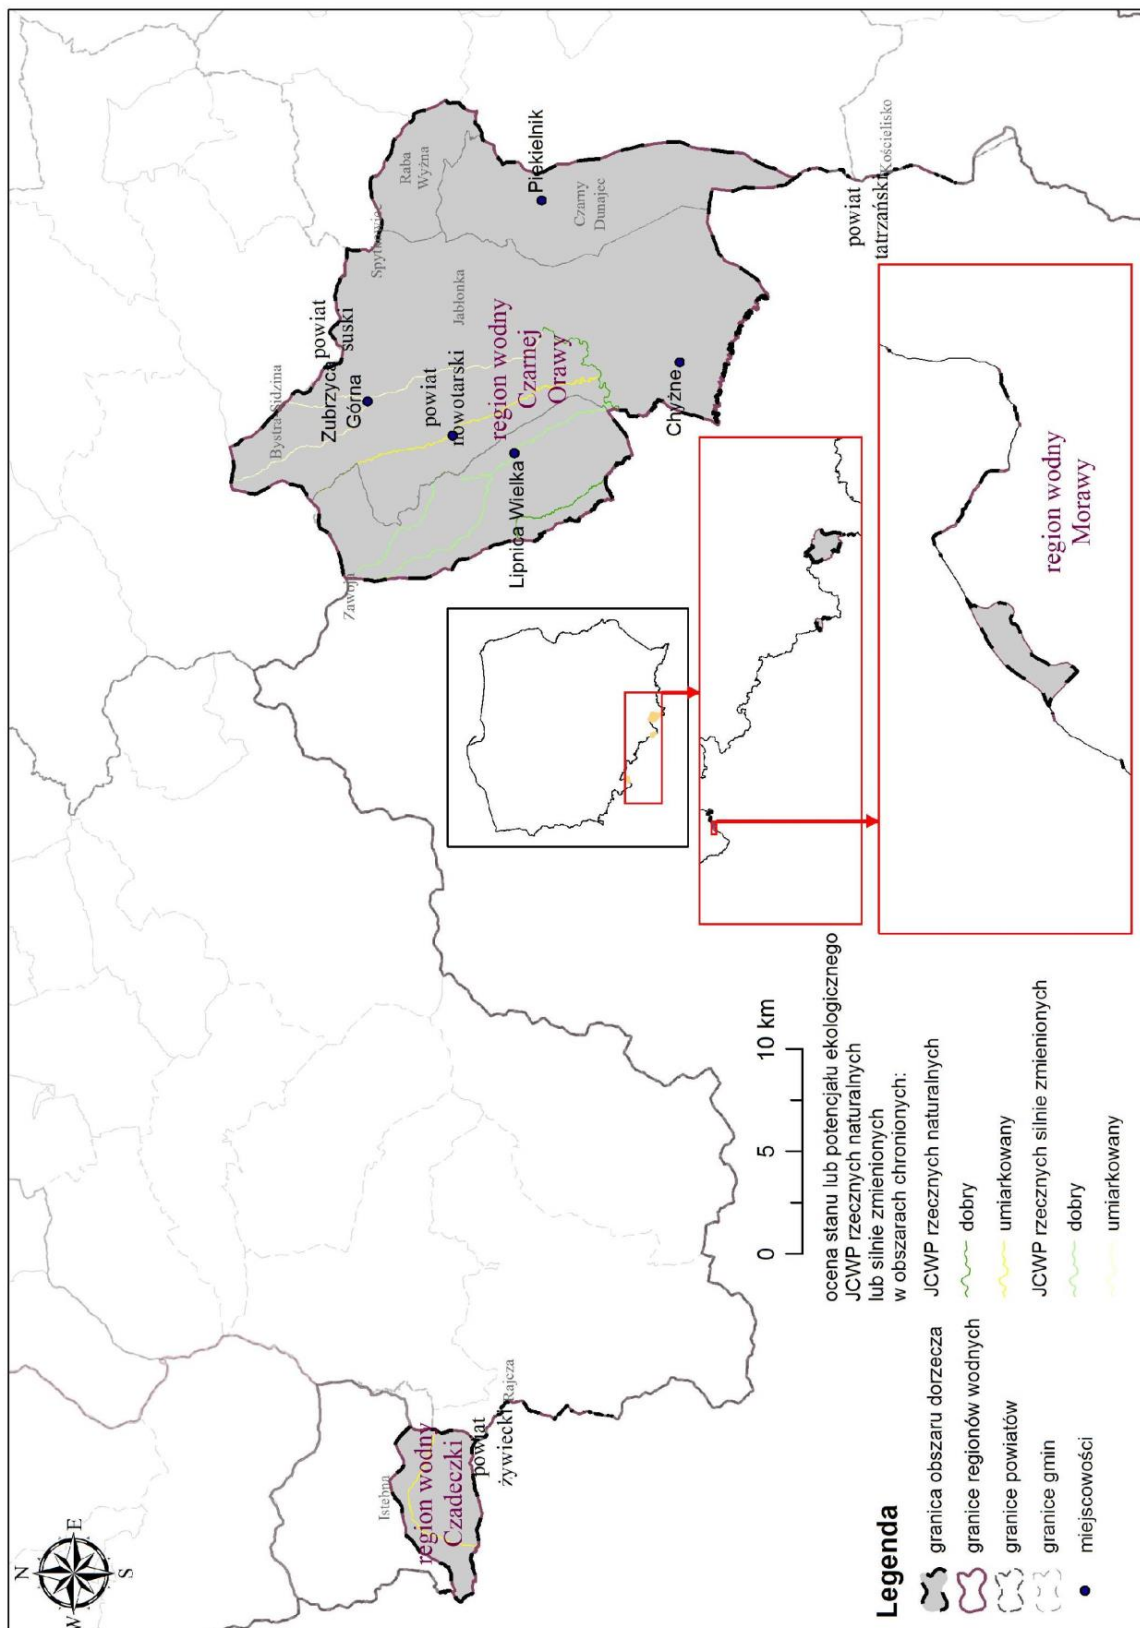 N
W
E
S
Istebna
region wodny
Czadeczki
powiat
żywiecki
Rajcza
Zawoja
Bystra-Sidzina
Zubrzyca
Górna
powiat
suski
Spytkowice
Raba
Wyżna
powiat
nowotarski
Jabłonka
Lipnica Wielka
region wodny
Czarnej
Orawy
Piekielnik
Czarny
Dunajec
Chyżne
powiat
tatrzański
Kościelisko
region wodny
Morawy
0
5
10 km
Legenda
granica obszaru dorzecza
granice regionów wodnych
granice powiatów
granice gmin
miejscowości
ocena stanu lub potencjału ekologicznego
JCWP rzecznych naturalnych
lub silnie zmienionych
w obszarach chronionych:
JCWP rzecznych naturalnych
dobry
umiarkowany
JCWP rzecznych silnie zmienionych
dobry
umiarkowany